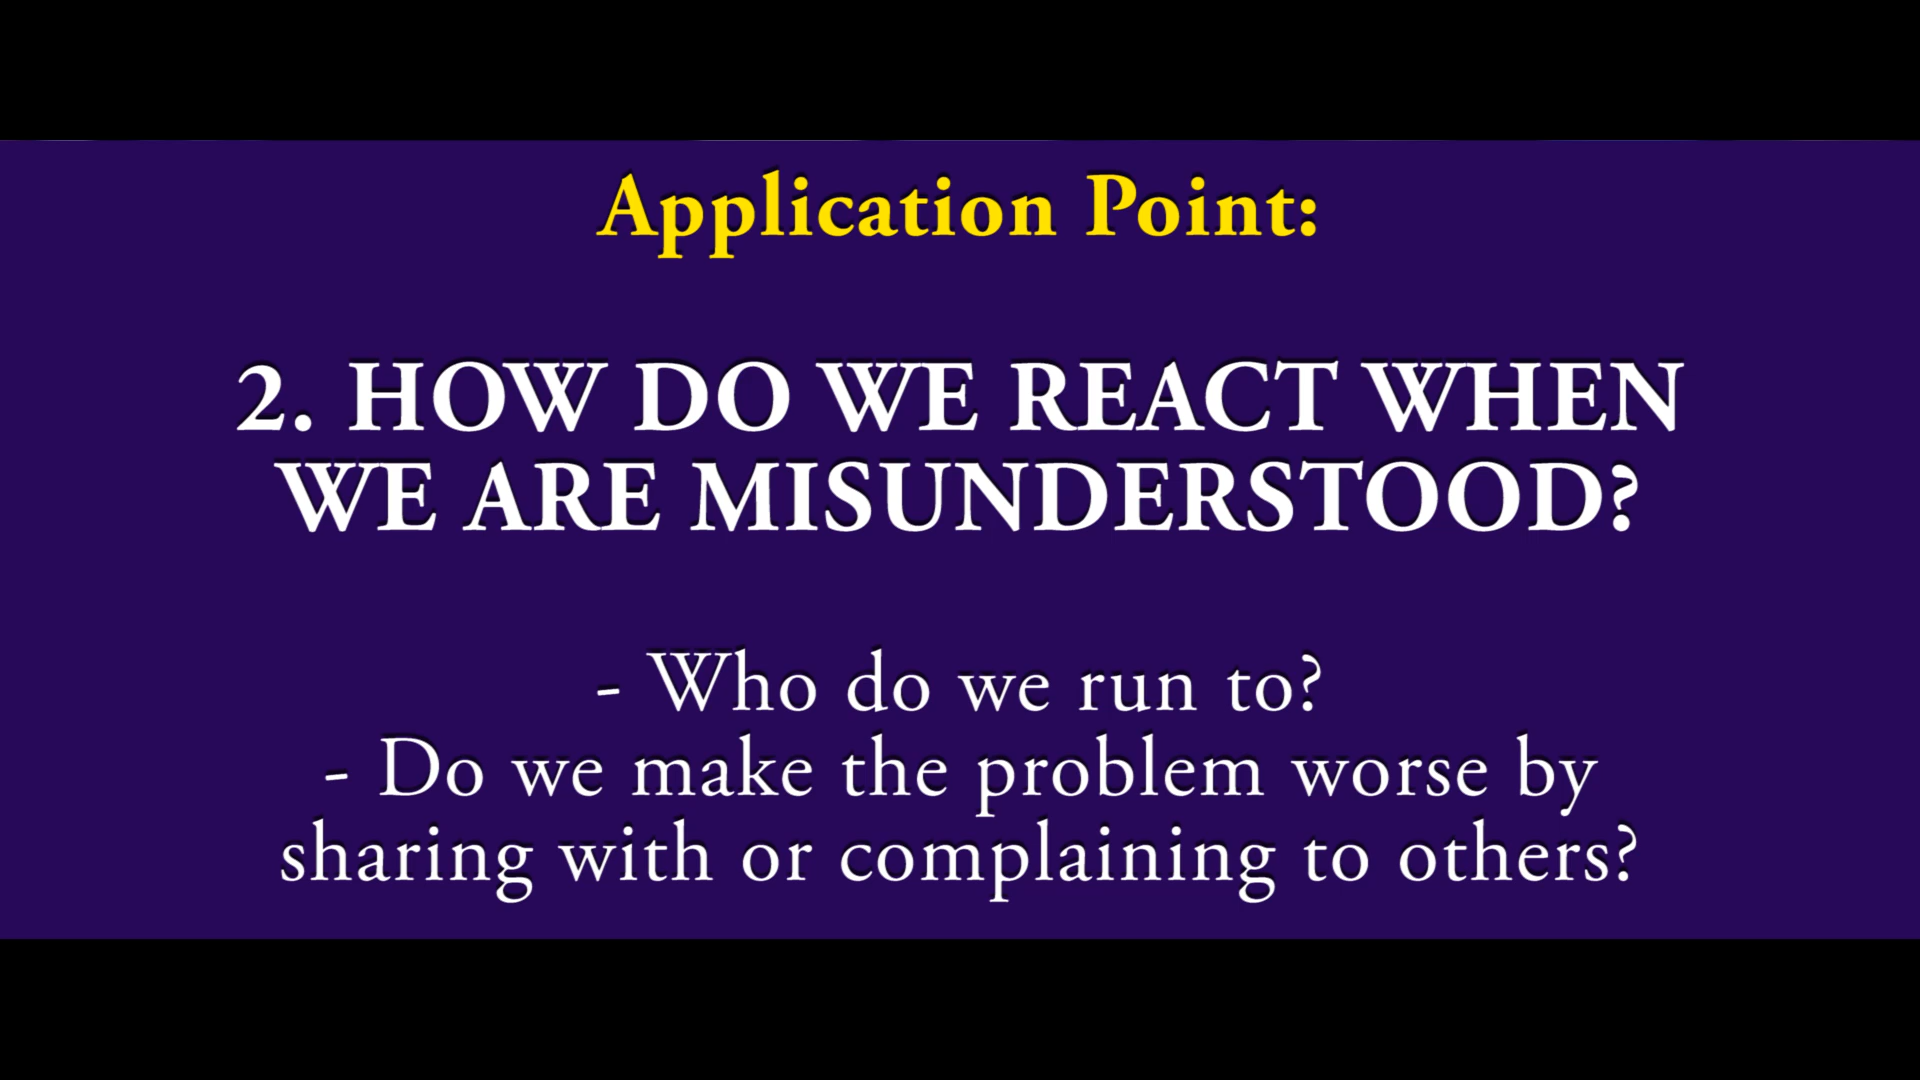 Application Point:
2. HOW DO WE REACT WHEN
WE ARE MISUNDERSTOOD?
- Who do we run to?
- Do we make the problem worse by
sharing with or complaining to others?